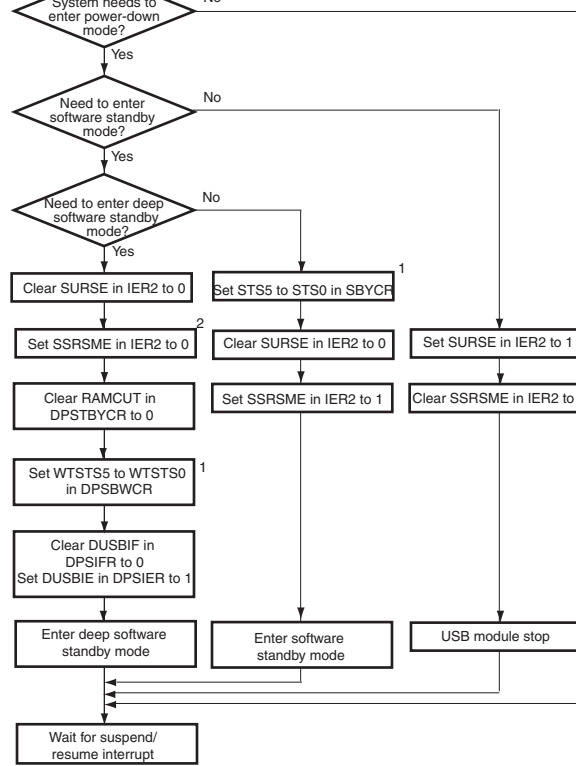 System needs to
enter power-down
mode?
No
Yes
Need to enter
software standby
mode?
No
Yes
Need to enter deep
software standby
mode?
No
Yes
Clear SURSE in IER2 to 0
Set STS5 to STS0 in SBYCR
1
Set SSRSME in IER2 to 0
2
Clear SURSE in IER2 to 0
Set SURSE in IER2 to 1
Clear RAMCUT in
DPSTBYCR to 0
Set SSRSME in IER2 to 1
Clear SSRSME in IER2 to
Set WTSTS5 to WTSTS0
in DPSBWCR
1
Clear DUSBIF in
DPSIFR to 0
Set DUSBIE in DPSIER to 1
Enter deep software
standby mode
Enter software
standby mode
USB module stop
Wait for suspend/
resume interrupt